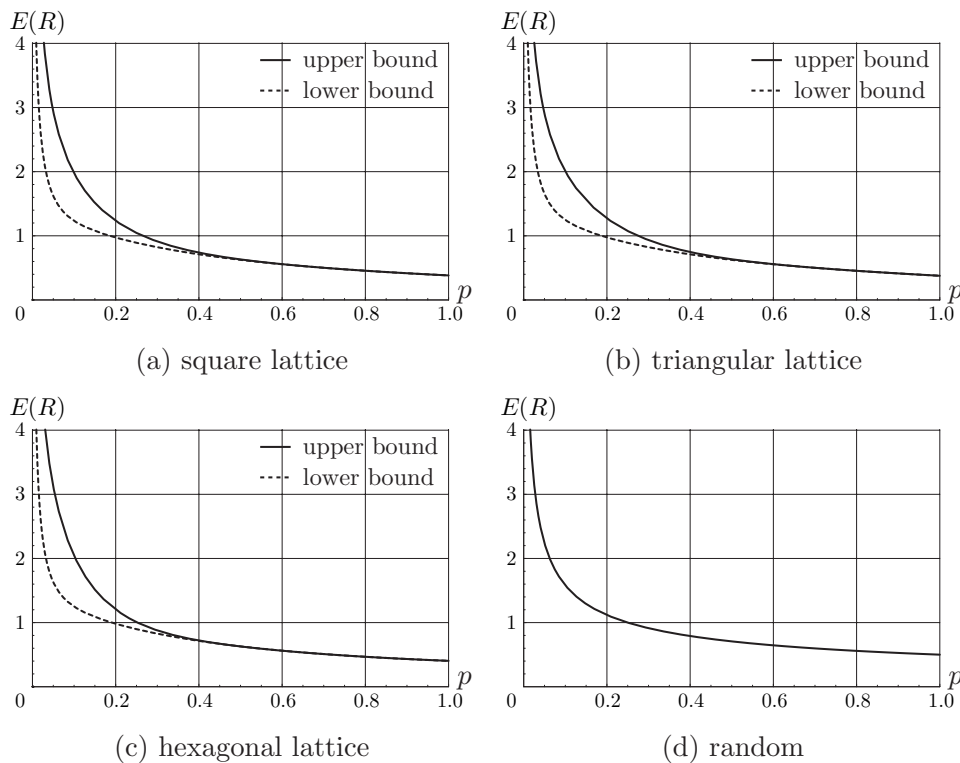 E(R)
4
3
2
1
0
0.2
0.4
0.6
0.8
1.0
p
upper bound
lower bound
(a) square lattice
E(R)
4
3
2
1
0
0.2
0.4
0.6
0.8
1.0
p
upper bound
lower bound
(b) triangular lattice
E(R)
4
3
2
1
0
0.2
0.4
0.6
0.8
1.0
p
upper bound
lower bound
(c) hexagonal lattice
E(R)
4
3
2
1
0
0.2
0.4
0.6
0.8
1.0
p
(d) random